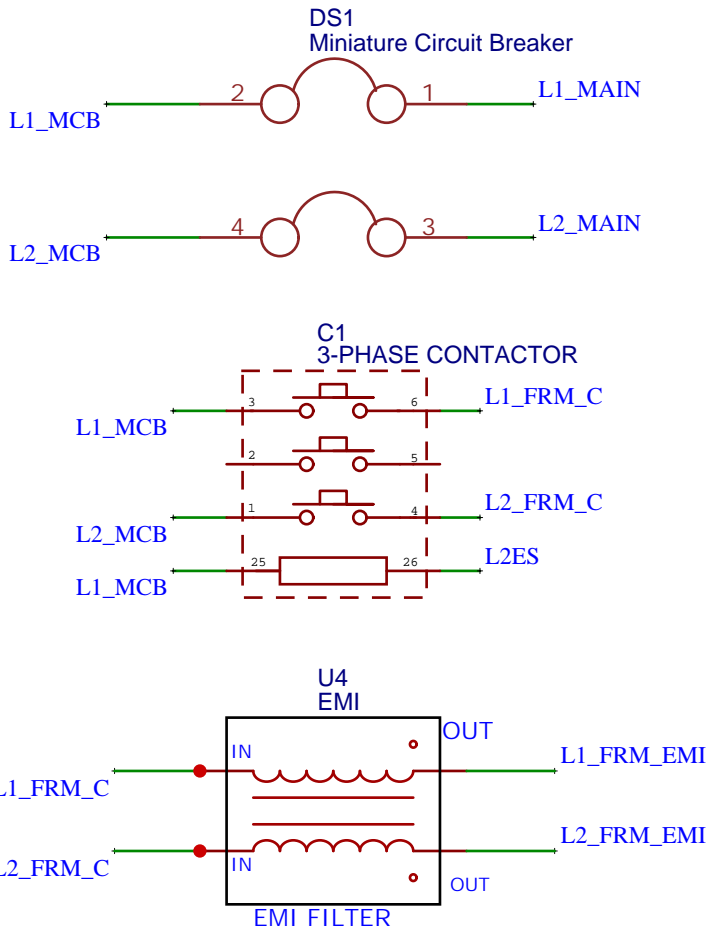 DS1
Miniature Circuit Breaker
2 1
L1_MAIN
L1_MCB
4 3
L2_MAIN
L2_MCB
C1
3-PHASE CONTACTOR
3 6
L1_FRM_C
L1_MCB
2 5
1 4
L2_FRM_C
L2_MCB
25 26
L2ES
L1_MCB
U4
EMI
OUT
IN
L1_FRM_EMI
L1_FRM_C
L2_FRM_EMI
IN
L2_FRM_C
OUT
EMI FILTER